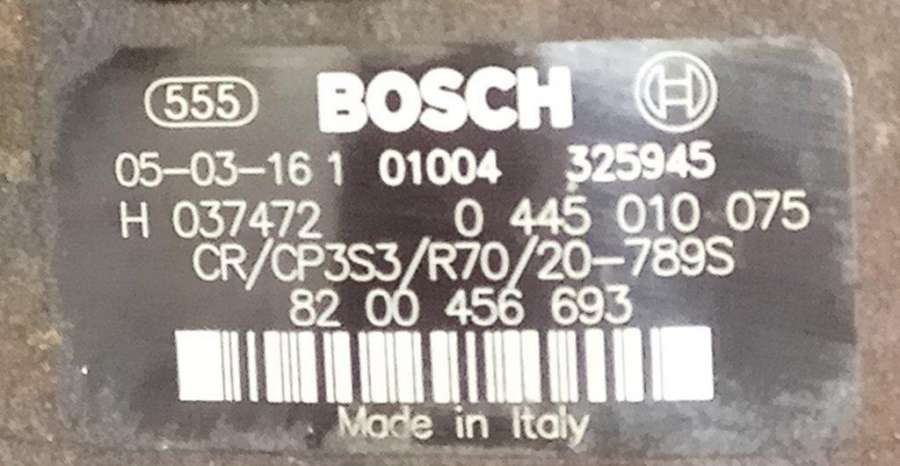 555 BOSCH H
05-03-16 1 01004 325945
H 037472 0 445 010 075
CR/CP3S3/R70/20-789S
82 00 456 693
Made in Italy